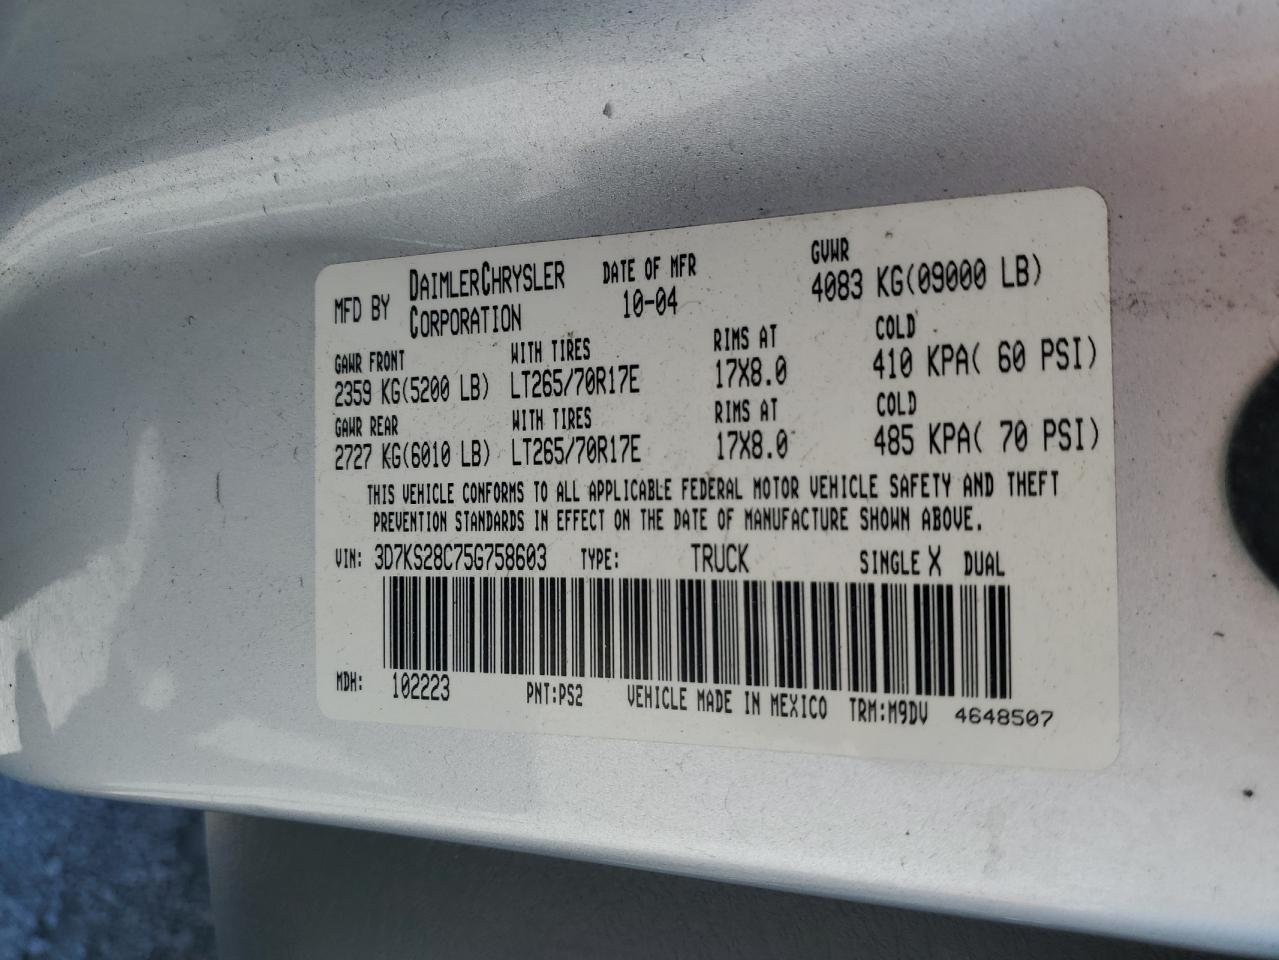 MFD BY DAIMLERCHRYSLER CORPORATION DATE OF MFR 10-04 GVWR 4083 KG(09000 LB)
GAWR FRONT WITH TIRES RIMS AT COLD
2359 KG(5200 LB) LT265/70R17E 17X8.0 410 KPA( 60 PSI)
GAWR REAR WITH TIRES RIMS AT COLD
2727 KG(6010 LB) LT265/70R17E 17X8.0 485 KPA( 70 PSI)
THIS VEHICLE CONFORMS TO ALL APPLICABLE FEDERAL MOTOR VEHICLE SAFETY AND THEFT
PREVENTION STANDARDS IN EFFECT ON THE DATE OF MANUFACTURE SHOWN ABOVE.
VIN: 3D7KS28C75G758603 TYPE: TRUCK SINGLE X DUAL
MDH: 102223 PNT:PS2 VEHICLE MADE IN MEXICO TRM:M9DV 4648507